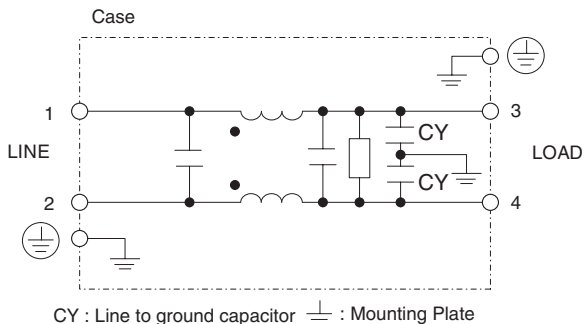 Case
1
3
CY
LINE
LOAD
CY
2
4
CY : Line to ground capacitor : Mounting Plate